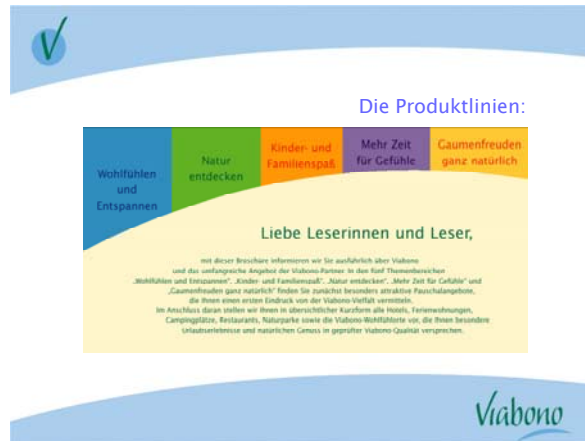 Die Produktlinien:
Wohlfühlen
und
Entspannen
Natur
entdecken
Kinder- und
Familienspaß
Mehr Zeit
für Gefühle
Gaumenfreuden
ganz natürlich
Liebe Leserinnen und Leser,
mit dieser Broschüre informieren wir Sie ausführlich über Viabono
und das umfangreiche Angebot der Viabono-Partner. In den fünf Themenbereichen
„Wohlfühlen und Entspannen", „Kinder- und Familienspaß", „Natur entdecken", „Mehr Zeit für Gefühle" und
„Gaumenfreuden ganz natürlich" finden Sie zunächst besonders attraktive Pauschalangebote,
die Ihnen einen ersten Eindruck von der Viabono-Vielfalt vermitteln.
Im Anschluss daran stellen wir Ihnen in übersichtlicher Kurzform alle Hotels, Ferienwohnungen,
Campingplätze, Restaurants, Naturparke sowie die Viabono-Wohlfühlorte vor, die Ihnen besondere
Urlaubserlebnisse und natürlichen Genuss in geprüfter Viabono-Qualität versprechen.
Viabono